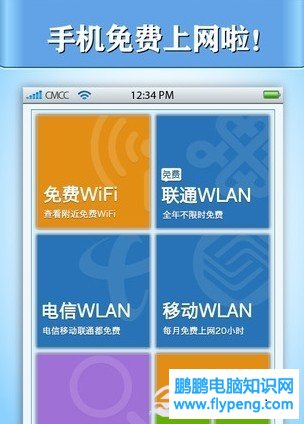 手机免费上网啦!
CMCC
12:34 PM
免费WiFi
查看附近免费WiFi
免费
联通WLAN
全年不限时免费
电信WLAN
电信移动联通都免费
移动WLAN
每月免费上网20小时
鹏鹏电脑知识网
www.flypeng.com